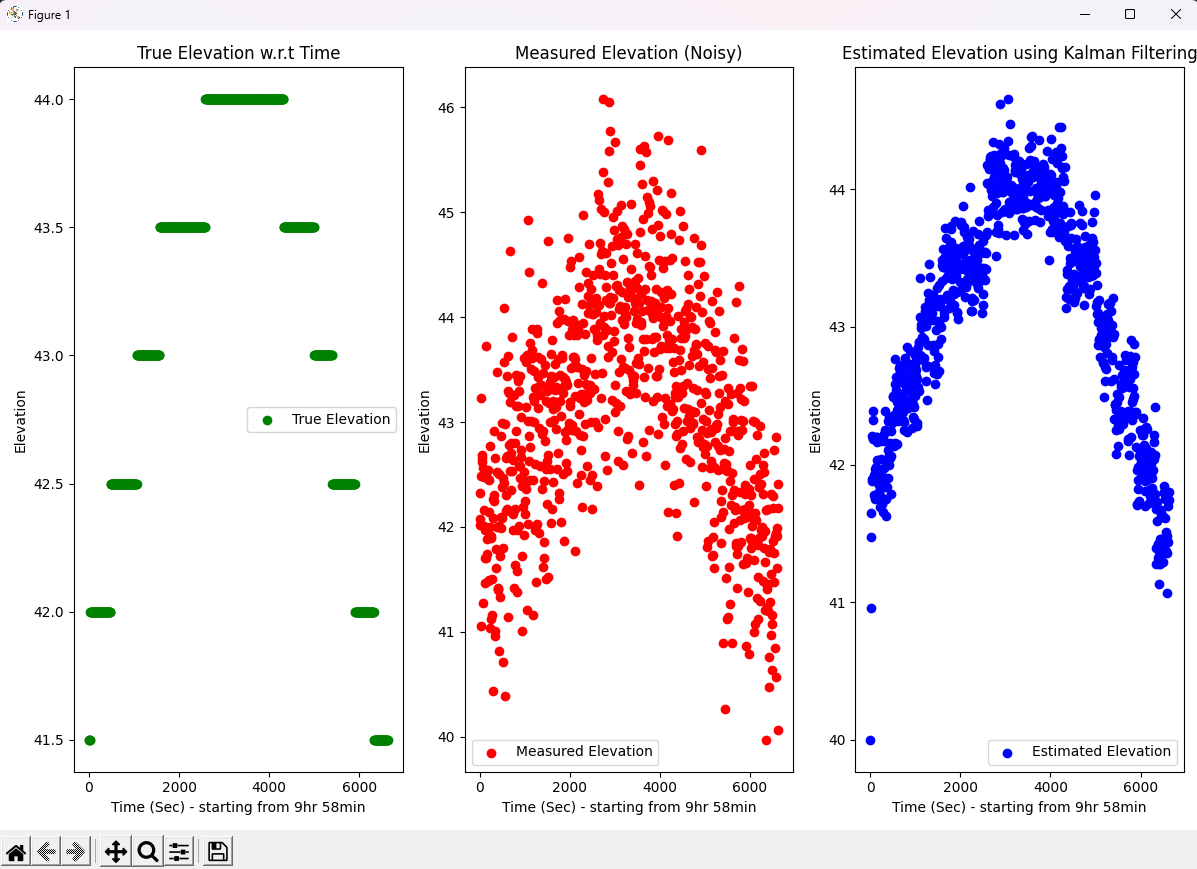 Figure 1
True Elevation w.r.t Time
Elevation
44.0
43.5
43.0
42.5
42.0
41.5
True Elevation
0 2000 4000 6000
Time (Sec) - starting from 9hr 58min
Measured Elevation (Noisy)
Elevation
46
45
44
43
42
41
40
Measured Elevation
0 2000 4000 6000
Time (Sec) - starting from 9hr 58min
Estimated Elevation using Kalman Filtering
Elevation
44
43
42
41
40
Estimated Elevation
0 2000 4000 6000
Time (Sec) - starting from 9hr 58min